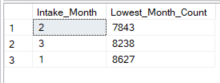 Intake_Month Lowest_Month_Count
1 2 7843
2 3 8238
3 1 8627